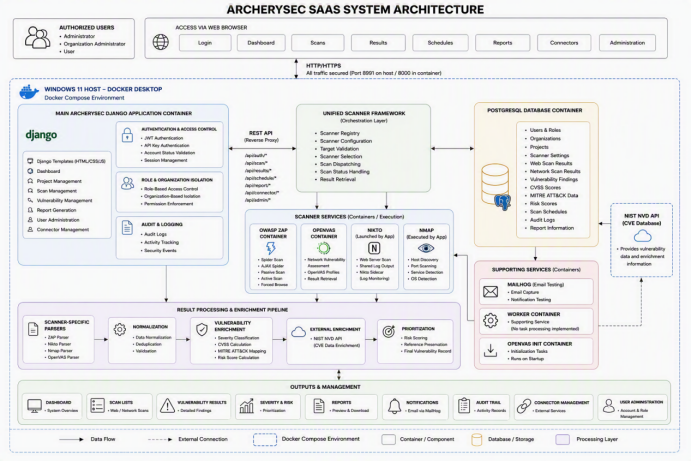 ARCHERYSEC SAAS SYSTEM ARCHITECTURE
AUTHORIZED USERS
• Administrator
• Organization Administrator
• User
ACCESS VIA WEB BROWSER
Login
Dashboard
Scans
Results
Schedules
Reports
Connectors
Administration
HTTP/HTTPS
All traffic secured (Port 8991 on host / 8000 in container)
WINDOWS 11 HOST – DOCKER DESKTOP
Docker Compose Environment
MAIN ARCHERYSEC DJANGO APPLICATION CONTAINER
django
Django Templates (HTML/CSS/JS)
Dashboard
Project Management
Scan Management
Vulnerability Management
Report Generation
User Administration
Connector Management
AUTHENTICATION & ACCESS CONTROL
• JWT Authentication
• API Key Authentication
• Account Status Validation
• Session Management
ROLE & ORGANIZATION ISOLATION
• Role-Based Access Control
• Organization-Based Isolation
• Permission Enforcement
AUDIT & LOGGING
• Audit Logs
• Activity Tracking
• Security Events
REST API
(Reverse Proxy)
/api/auth/*
/api/scan/*
/api/results/*
/api/schedule/*
/api/report/*
/api/connector/*
/api/admin/*
UNIFIED SCANNER FRAMEWORK
(Orchestration Layer)
• Scanner Registry
• Scanner Configuration
• Target Validation
• Scanner Selection
• Scan Dispatching
• Scan Status Handling
• Result Retrieval
POSTGRESQL DATABASE CONTAINER
• Users & Roles
• Organizations
• Projects
• Scanner Settings
• Web Scan Results
• Network Scan Results
• Vulnerability Findings
• CVSS Scores
• MITRE ATT&CK Data
• Risk Scores
• Scan Schedules
• Audit Logs
• Report Information
NIST NVD API
(CVE Database)
• Provides vulnerability data and enrichment information
SCANNER SERVICES (Containers / Execution)
OWASP ZAP
CONTAINER
• Spider Scan
• AJAX Spider
• Passive Scan
• Active Scan
• Forced Browse
OPENVAS
CONTAINER
• Network Vulnerability
Assessment
• OpenVAS Profiles
• Result Retrieval
NIKTO
(Launched by App)
• Web Server Scan
• Shared Log Output
• Nikto Sidecar
(Log Monitoring)
NMAP
(Executed by App)
• Host Discovery
• Port Scanning
• Service Detection
• OS Detection
SUPPORTING SERVICES (Containers)
MAILHOG (Email Testing)
• Email Capture
• Notification Testing
WORKER CONTAINER
• Supporting Service
(No task processing implemented)
OPENVAS INIT CONTAINER
• Initialization Tasks
• Runs on Startup
RESULT PROCESSING & ENRICHMENT PIPELINE
SCANNER-SPECIFIC
PARSERS
• ZAP Parser
• Nikto Parser
• Nmap Parser
• OpenVAS Parser
NORMALIZATION
• Data Normalization
• Deduplication
• Validation
VULNERABILITY
ENRICHMENT
• Severity Classification
• CVSS Calculation
• MITRE ATT&CK Mapping
• Risk Score Calculation
EXTERNAL ENRICHMENT
• NIST NVD API
(CVE Data Enrichment)
PRIORITIZATION
• Risk Scoring
• Reference Preservation
• Final Vulnerability Record
OUTPUTS & MANAGEMENT
DASHBOARD
• System Overview
SCAN LISTS
• Web / Network Scans
VULNERABILITY RESULTS
• Detailed Findings
SEVERITY & RISK
• Prioritization
REPORTS
• Preview & Download
NOTIFICATIONS
• Email via MailHog
AUDIT TRAIL
• Activity Records
CONNECTOR MANAGEMENT
• External Services
USER ADMINISTRATION
• Account & Role
Management
Data Flow
External Connection
Docker Compose Environment
Container / Component
Database / Storage
Processing Layer